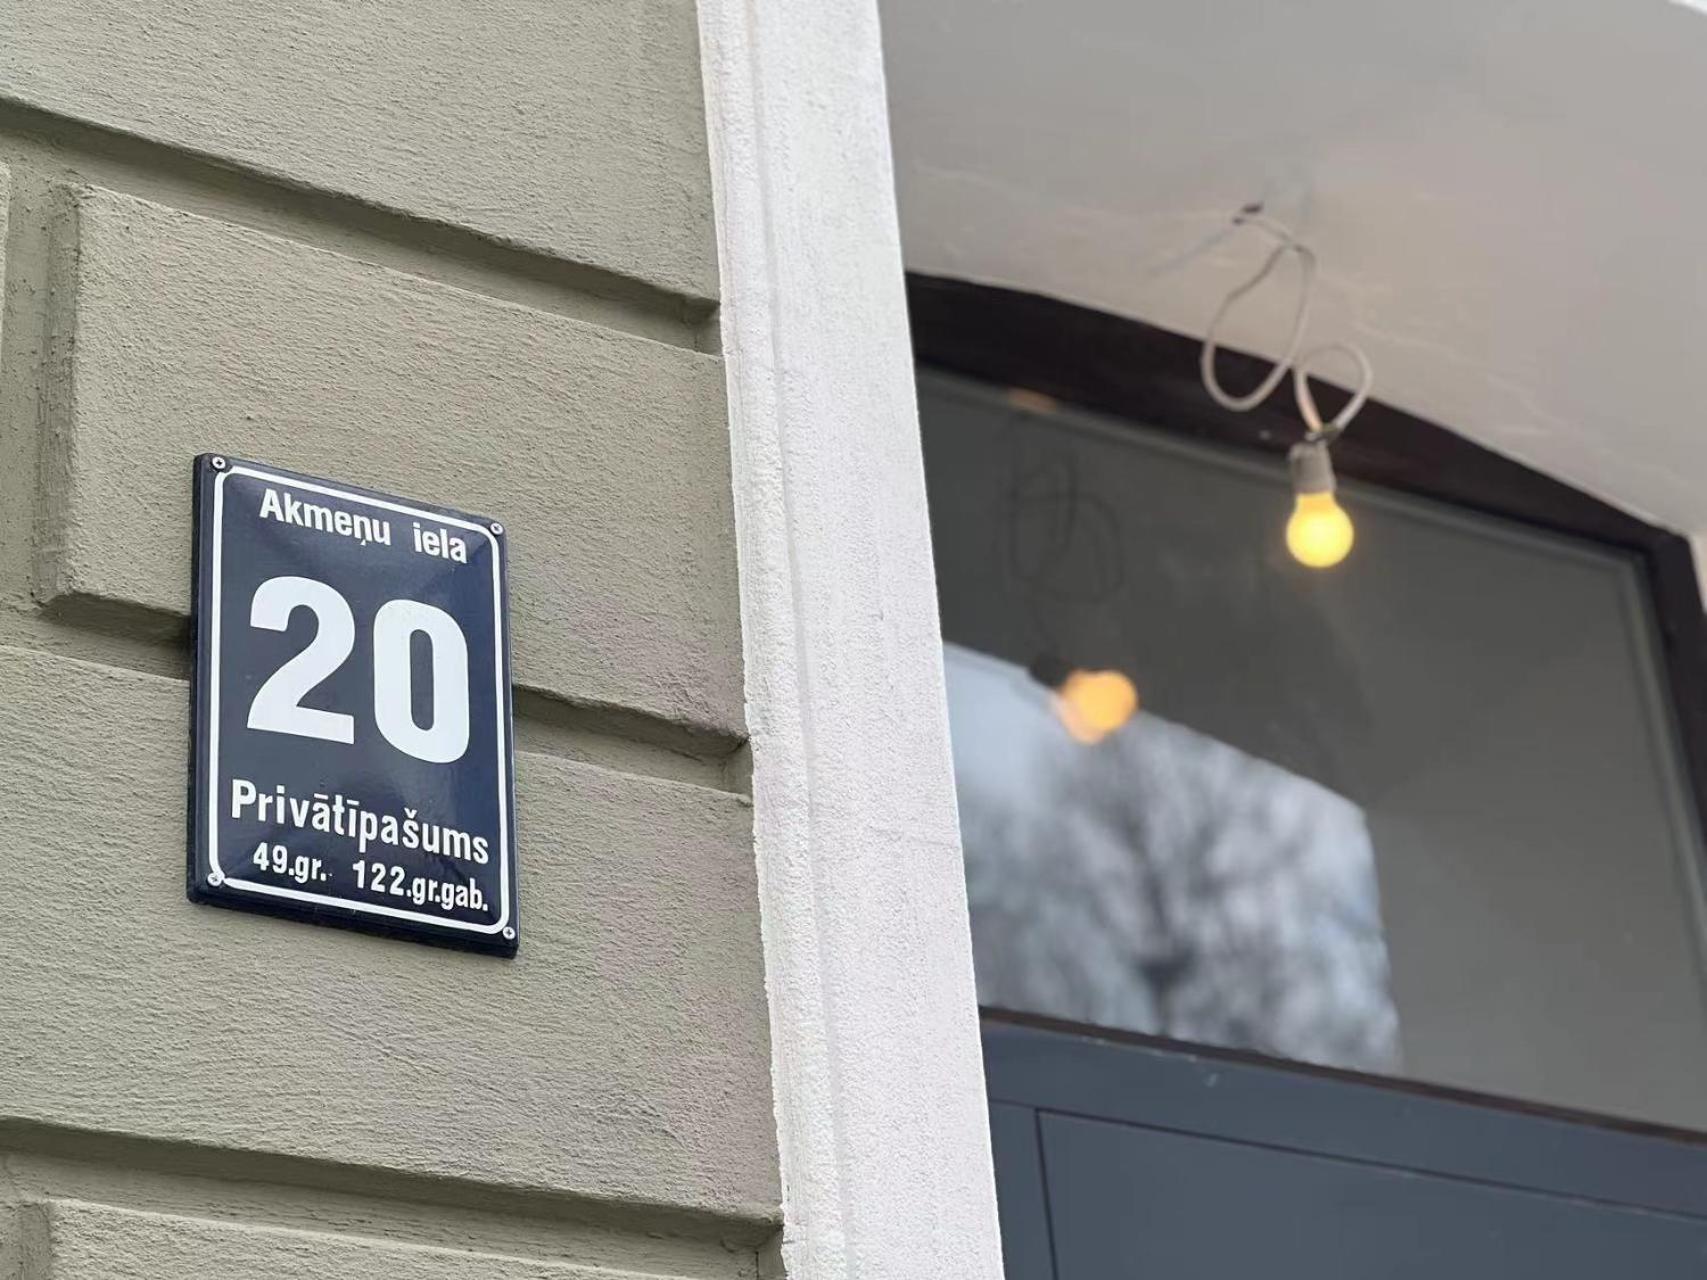 Akmeņu iela
20
Privātīpašums
49.gr. 122.gr.gab.